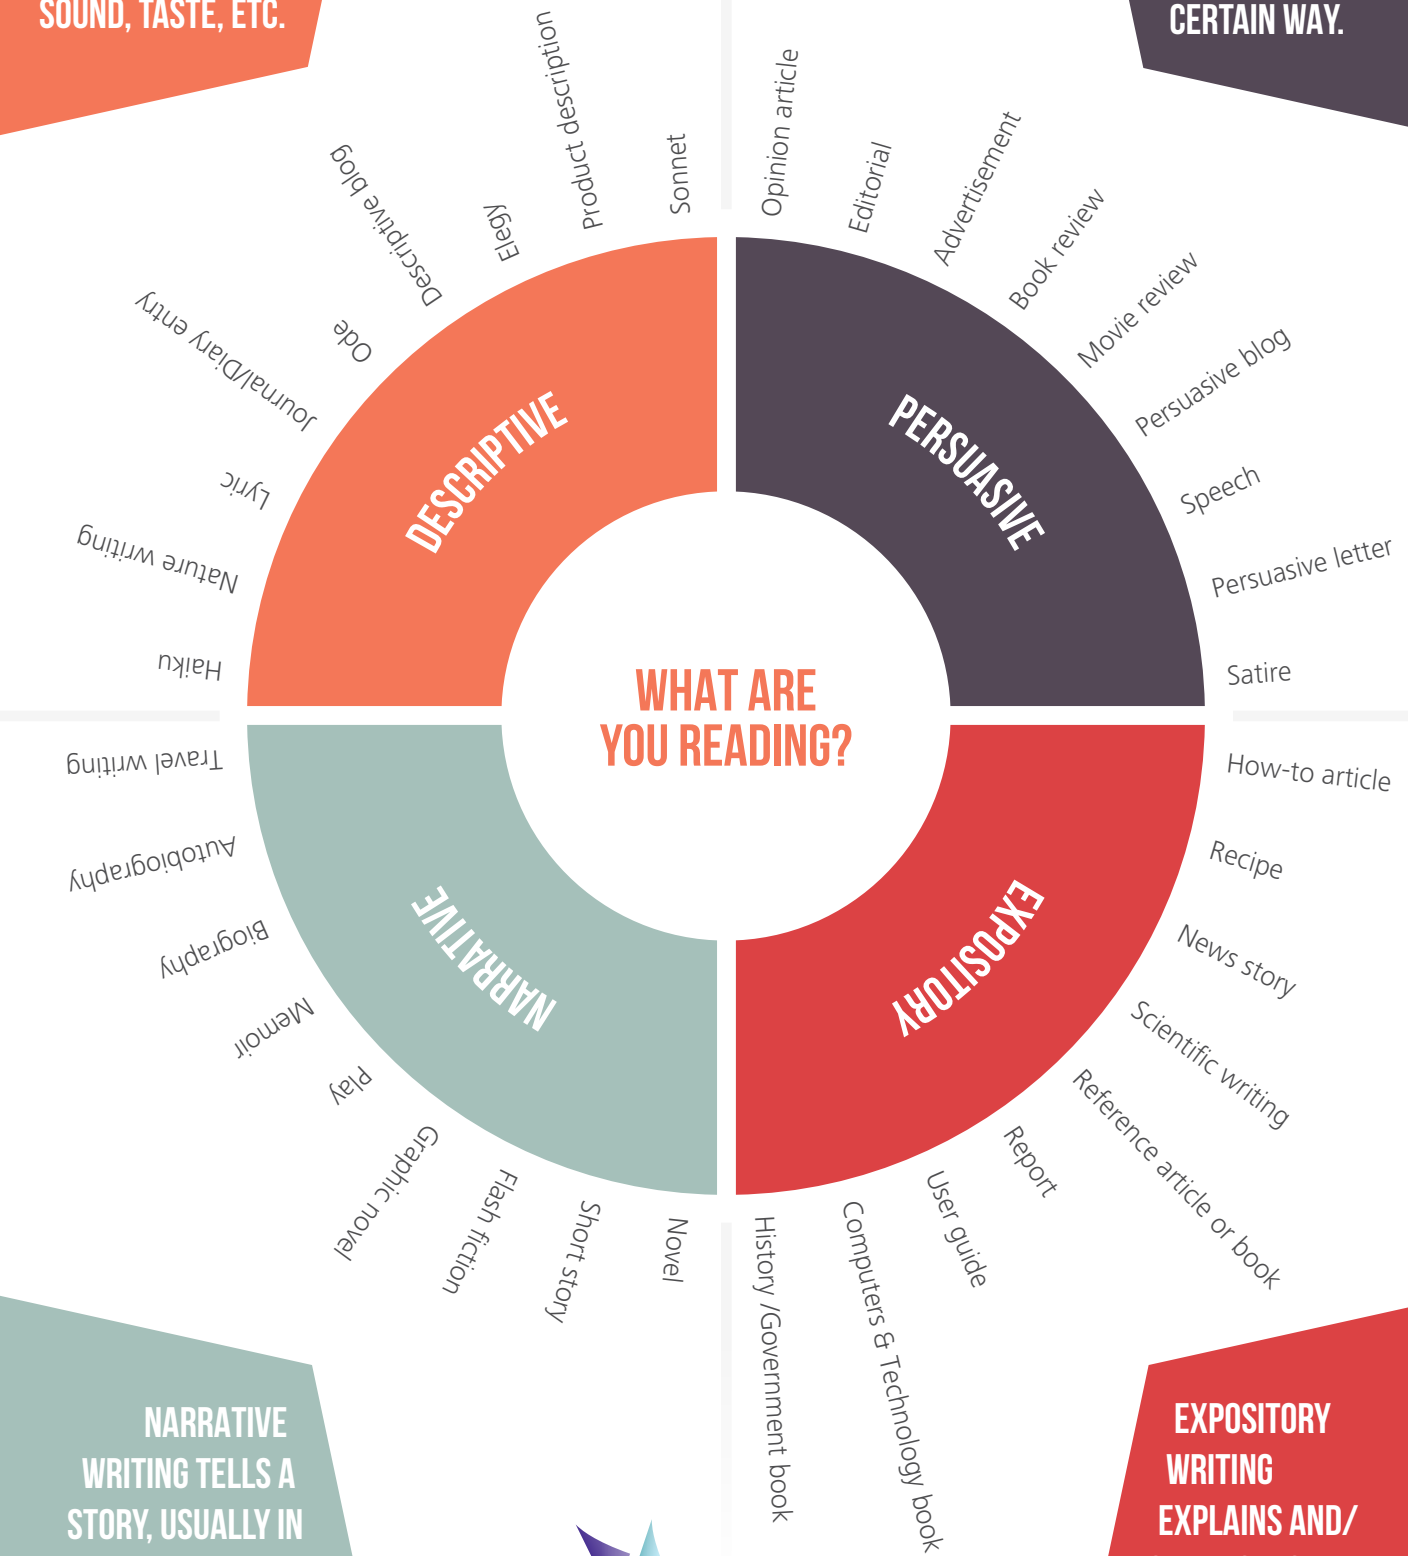 SOUND, TASTE, ETC.
CERTAIN WAY.
DESCRIPTIVE
Haiku
Nature writing
Lyric
Journal/Diary entry
Ode
Descriptive blog
Elegy
Product description
Sonnet
PERSUASIVE
Opinion article
Editorial
Advertisement
Book review
Movie review
Persuasive blog
Speech
Persuasive letter
Satire
WHAT ARE
YOU READING?
EXPOSITORY
How-to article
Recipe
News story
Scientific writing
Reference article or book
Report
User guide
Computers & Technology book
History /Government book
NARRATIVE
Novel
Short story
Flash fiction
Graphic novel
Play
Memoir
Biography
Autobiography
Travel writing
NARRATIVE
WRITING TELLS A
STORY, USUALLY IN
EXPOSITORY
WRITING
EXPLAINS AND/